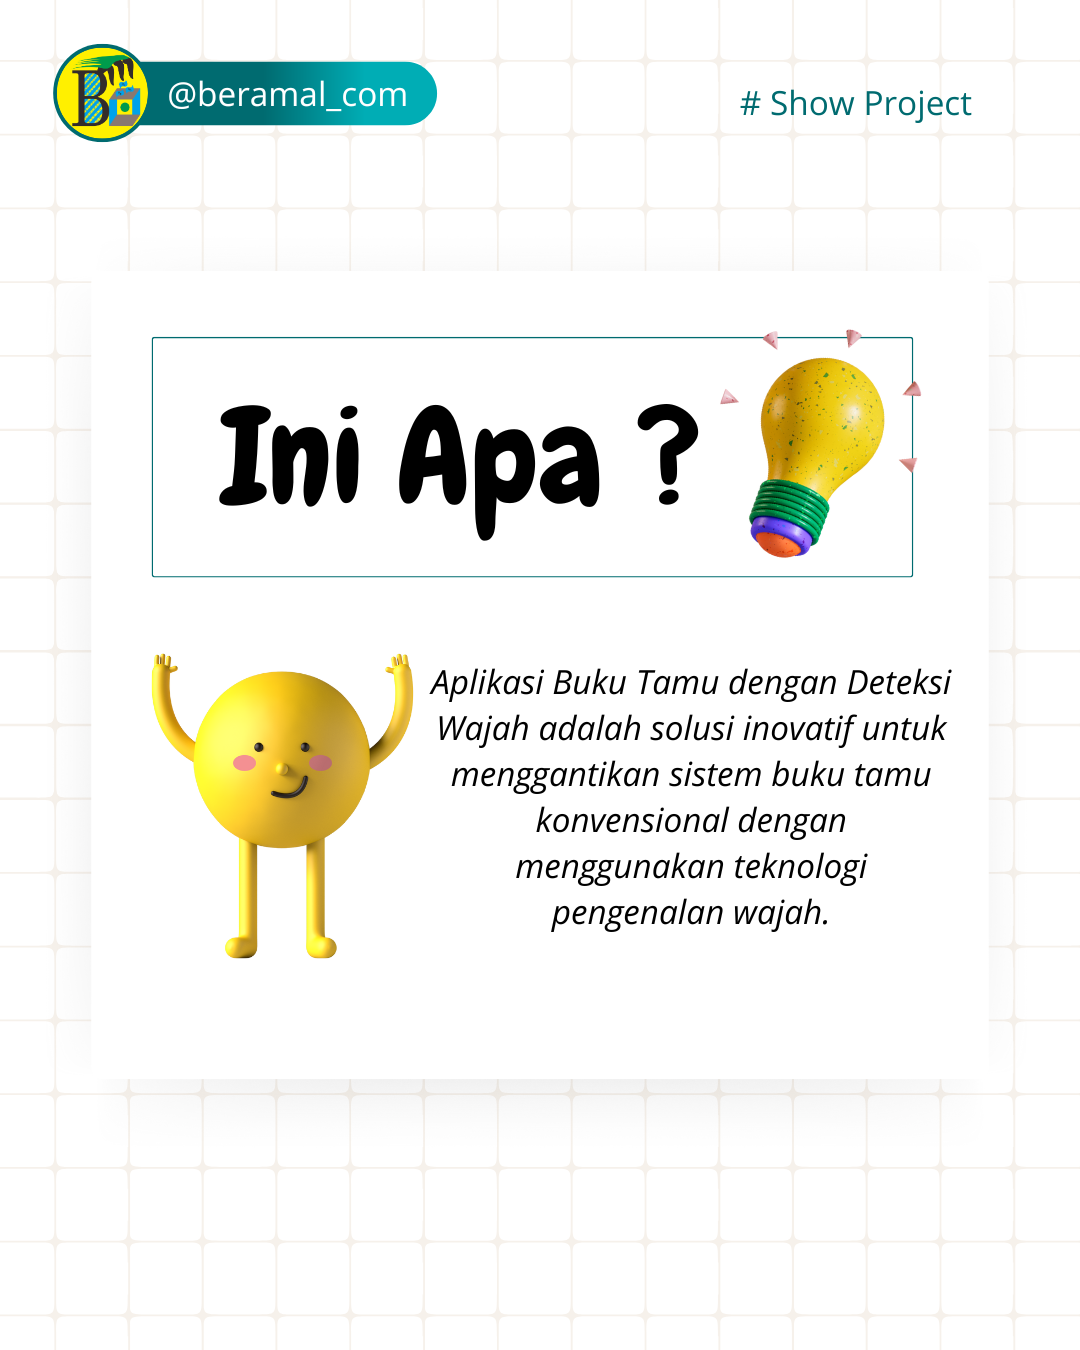 @beramal_com
# Show Project
Ini Apa ?
Aplikasi Buku Tamu dengan Deteksi
Wajah adalah solusi inovatif untuk
menggantikan sistem buku tamu
konvensional dengan
menggunakan teknologi
pengenalan wajah.